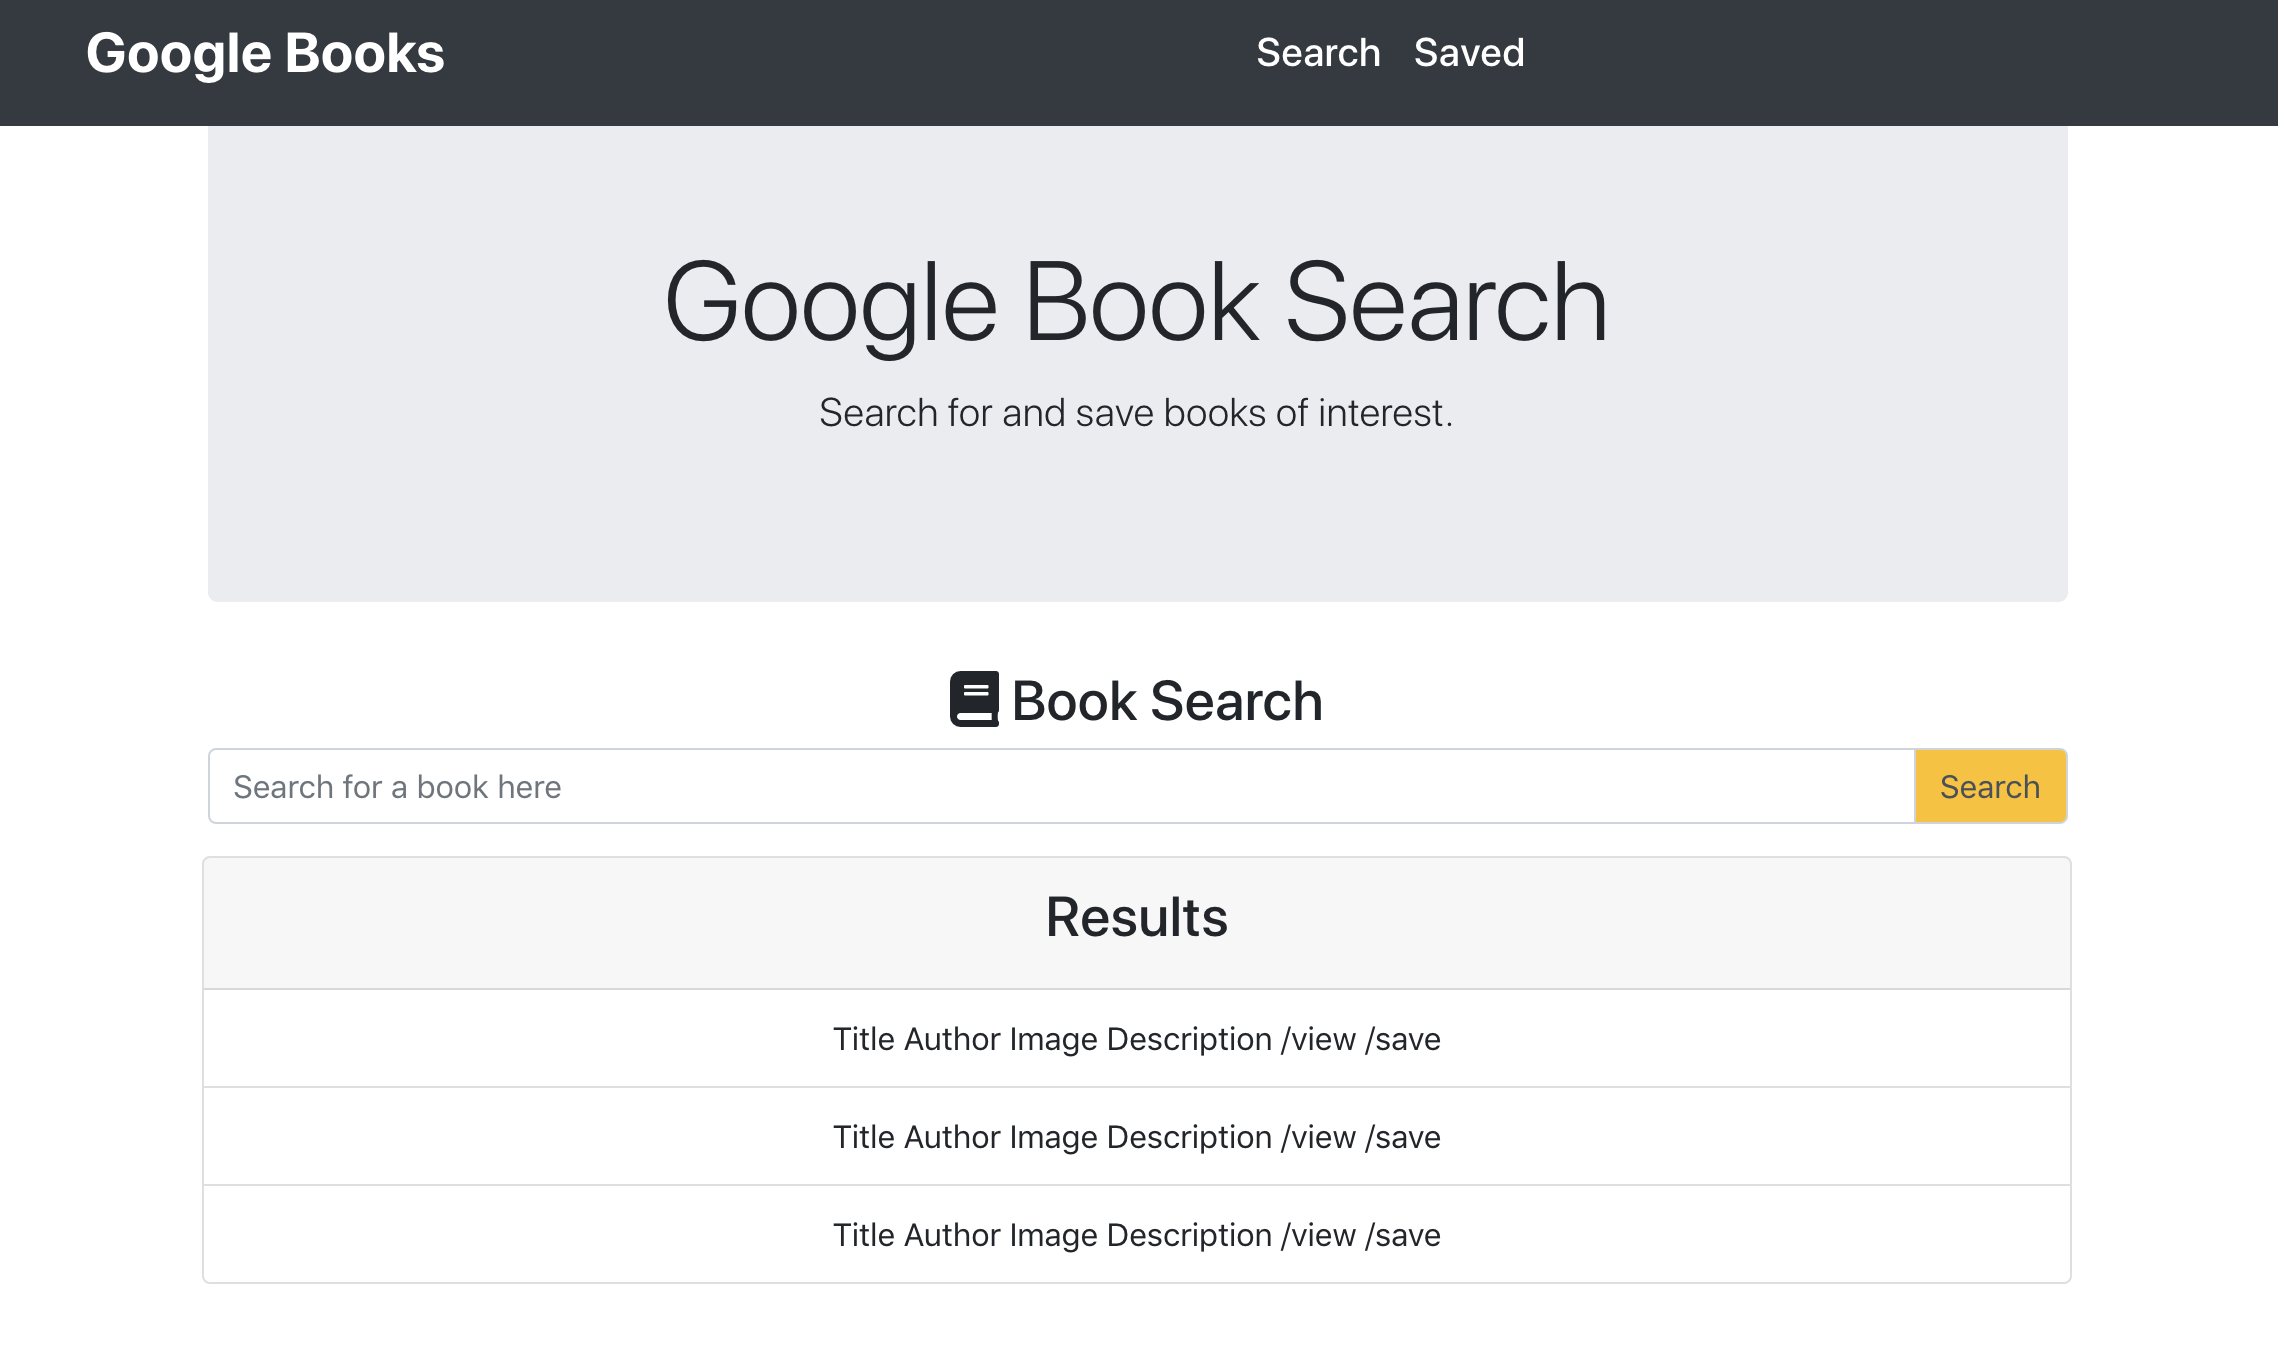 Google Books Search Saved
Google Book Search
Search for and save books of interest.
Book Search
Search for a book here Search
Results
Title Author Image Description /view /save
Title Author Image Description /view /save
Title Author Image Description /view /save